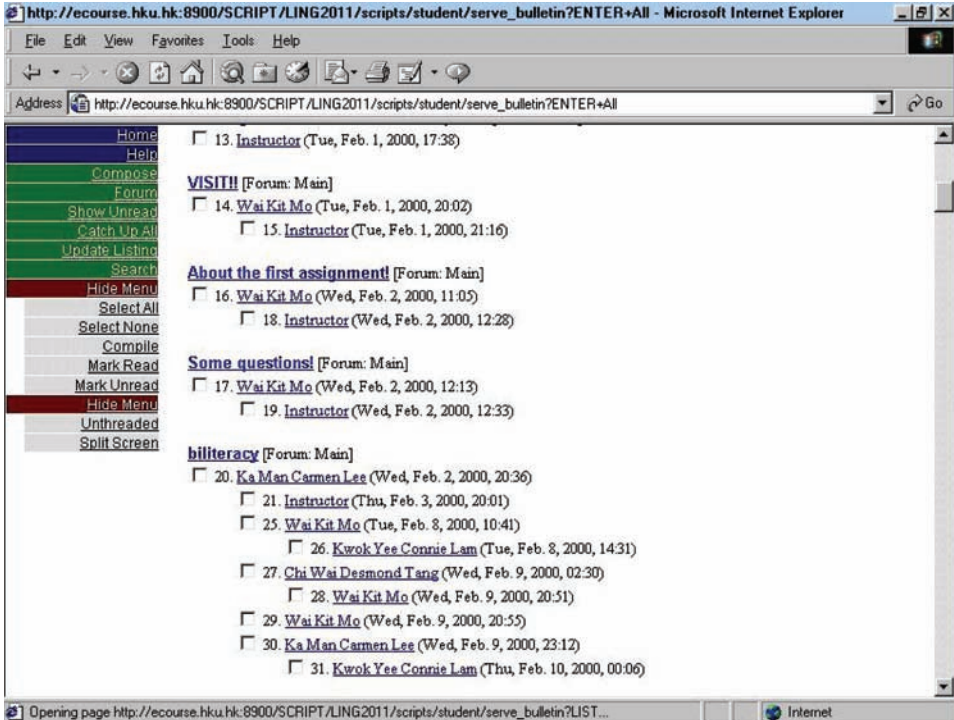 http://ecourse.hku.hk:8900/SCRIPT/LING2011/scripts/student/serve_bulletin?ENTER+All - Microsoft Internet Explorer
File Edit View Favorites Tools Help
Address http://ecourse.hku.hk:8900/SCRIPT/LING2011/scripts/student/serve_bulletin?ENTER+All Go
Home
Help
Compose
Forum
Show Unread
Catch Up All
Update Listing
Search
Hide Menu
Select All
Select None
Compile
Mark Read
Mark Unread
Hide Menu
Unthreaded
Split Screen
13. Instructor (Tue, Feb. 1, 2000, 17:38)
VISIT!! [Forum: Main]
14. Wai Kit Mo (Tue, Feb. 1, 2000, 20:02)
15. Instructor (Tue, Feb. 1, 2000, 21:16)
About the first assignment! [Forum: Main]
16. Wai Kit Mo (Wed, Feb. 2, 2000, 11:05)
18. Instructor (Wed, Feb. 2, 2000, 12:28)
Some questions! [Forum: Main]
17. Wai Kit Mo (Wed, Feb. 2, 2000, 12:13)
19. Instructor (Wed, Feb. 2, 2000, 12:33)
biliteracy [Forum: Main]
20. Ka Man Carmen Lee (Wed, Feb. 2, 2000, 20:36)
21. Instructor (Thu, Feb. 3, 2000, 20:01)
25. Wai Kit Mo (Tue, Feb. 8, 2000, 10:41)
26. Kwok Yee Connie Lam (Tue, Feb. 8, 2000, 14:31)
27. Chi Wai Desmond Tang (Wed, Feb. 9, 2000, 02:30)
28. Wai Kit Mo (Wed, Feb. 9, 2000, 20:51)
29. Wai Kit Mo (Wed, Feb. 9, 2000, 20:55)
30. Ka Man Carmen Lee (Wed, Feb. 9, 2000, 23:12)
31. Kwok Yee Connie Lam (Thu, Feb. 10, 2000, 00:06)
Opening page http://ecourse.hku.hk:8900/SCRIPT/LING2011/scripts/student/serve_bulletin?LIST... Internet